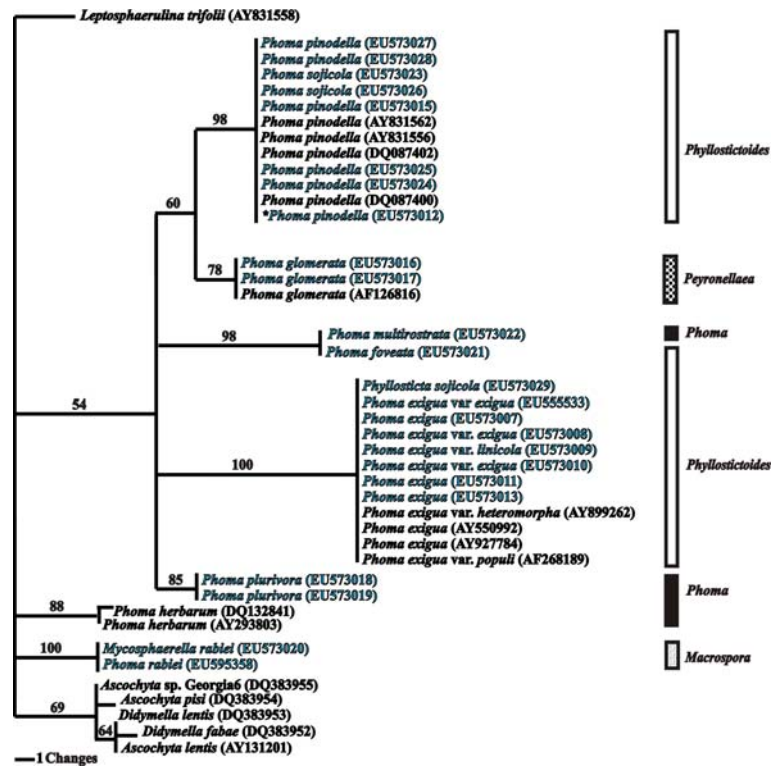 Leptosphaerulina trifolii (AY831558)
Phoma pinodella (EU573027)
Phoma pinodella (EU573028)
Phoma sojicola (EU573023)
Phoma sojicola (EU573026)
Phoma pinodella (EU573015)
98
Phoma pinodella (AY831562)
Phoma pinodella (AY831556)
Phoma pinodella (DQ087402)
Phyllostictoides
Phoma pinodella (EU573025)
Phoma pinodella (EU573024)
Phoma pinodella (DQ087400)
60
*Phoma pinodella (EU573012)
Phoma glomerata (EU573016)
78
Phoma glomerata (EU573017)
Peyronellaea
Phoma glomerata (AF126816)
98
Phoma multirostrata (EU573022)
Phoma
Phoma foveata (EU573021)
Phyllosticta sojicola (EU573029)
54
Phoma exigua var exigua (EU555533)
Phoma exigua (EU573007)
Phoma exigua var. exigua (EU573008)
Phoma exigua var. linicola (EU573009)
100
Phoma exigua var. exigua (EU573010)
Phyllostictoides
Phoma exigua (EU573011)
Phoma exigua (EU573013)
Phoma exigua var. heteromorpha (AY899262)
Phoma exigua (AY550992)
Phoma exigua (AY927784)
Phoma exigua var. populi (AF268189)
85
Phoma plurivora (EU573018)
Phoma plurivora (EU573019)
Phoma
88
Phoma herbarum (DQ132841)
Phoma herbarum (AY293803)
100
Mycosphaerella rabiei (EU573020)
Phoma rabiei (EU595358)
Macrospora
Ascochyta sp. Georgia6 (DQ383955)
69
Ascochyta pisi (DQ383954)
Didymella lentis (DQ383953)
64
Didymella fabae (DQ383952)
Ascochyta lentis (AY131201)
1 Changes